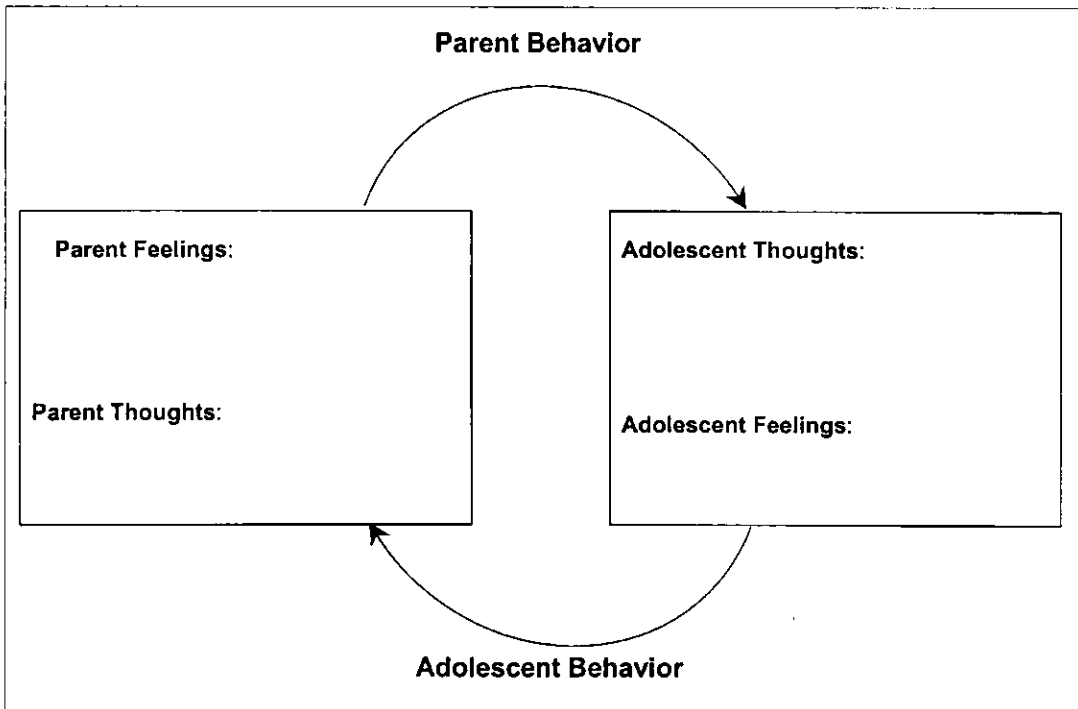 Parent Behavior
Parent Feelings:
Parent Thoughts:
Adolescent Thoughts:
Adolescent Feelings:
Adolescent Behavior